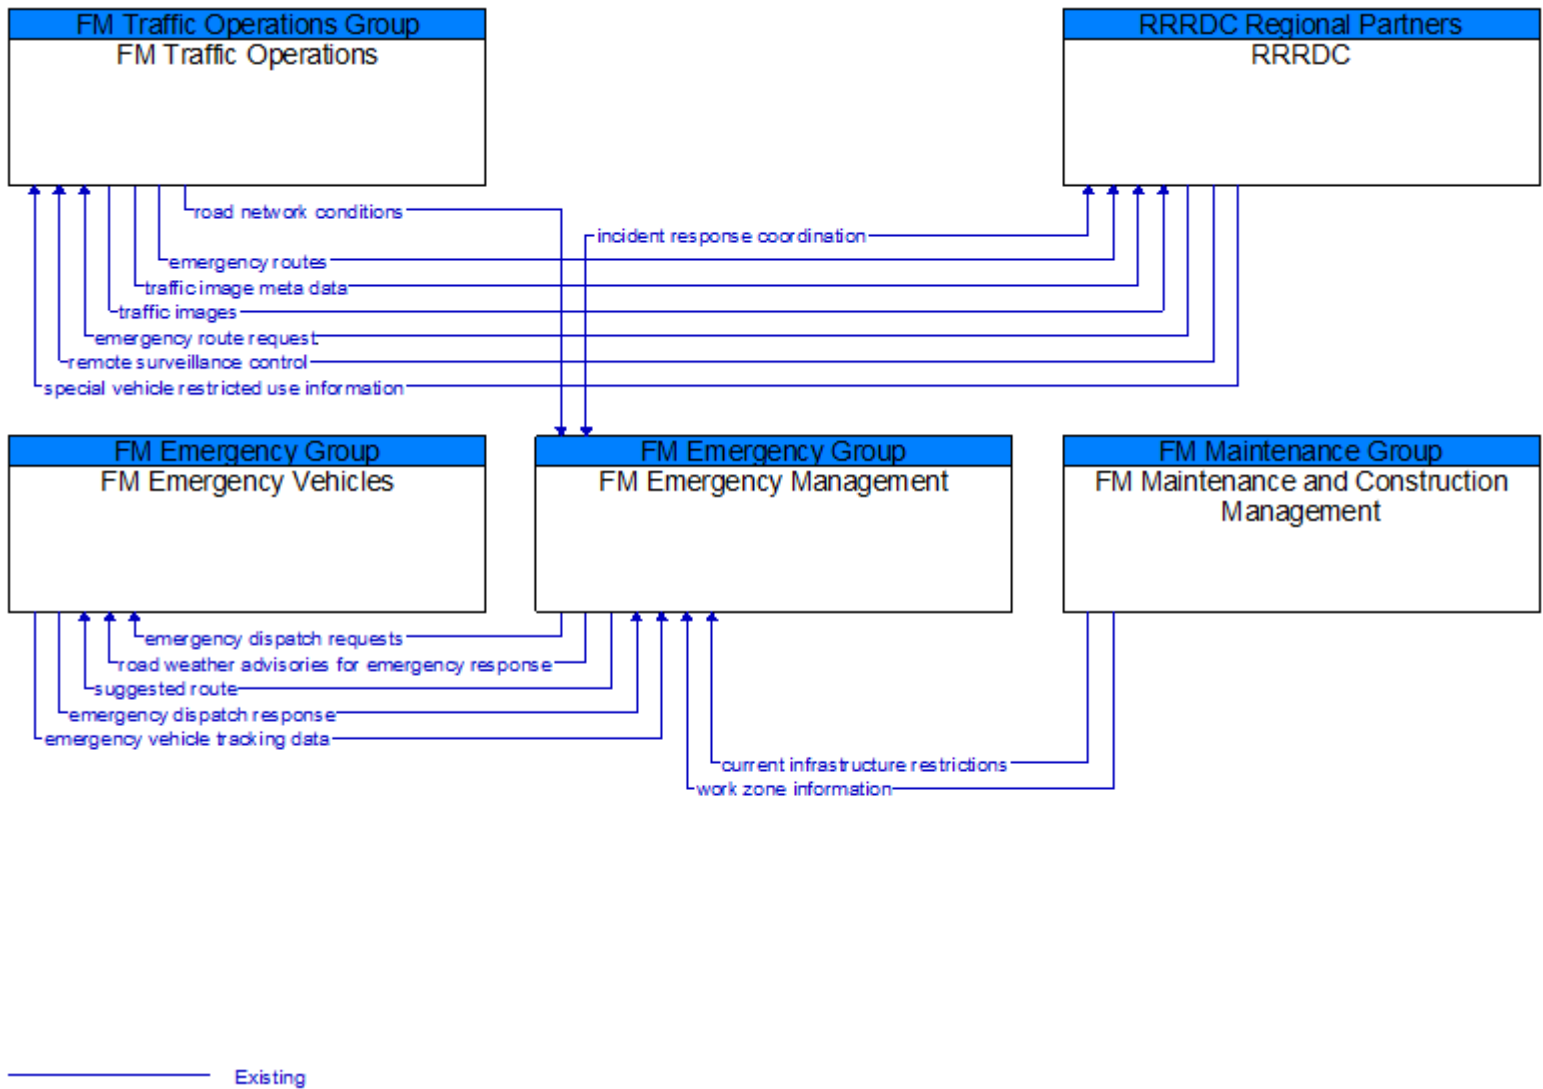 FM Traffic Operations Group
FM Traffic Operations
RRRDC Regional Partners
RRRDC
road network conditions
incident response coordination
emergency routes
traffic image meta data
traffic images
emergency route request
remote surveillance control
special vehicle restricted use information
FM Emergency Group
FM Emergency Vehicles
FM Emergency Group
FM Emergency Management
FM Maintenance Group
FM Maintenance and Construction
Management
emergency dispatch requests
road weather advisories for emergency response
suggested route
emergency dispatch response
emergency vehicle tracking data
current infrastructure restrictions
work zone information
Existing